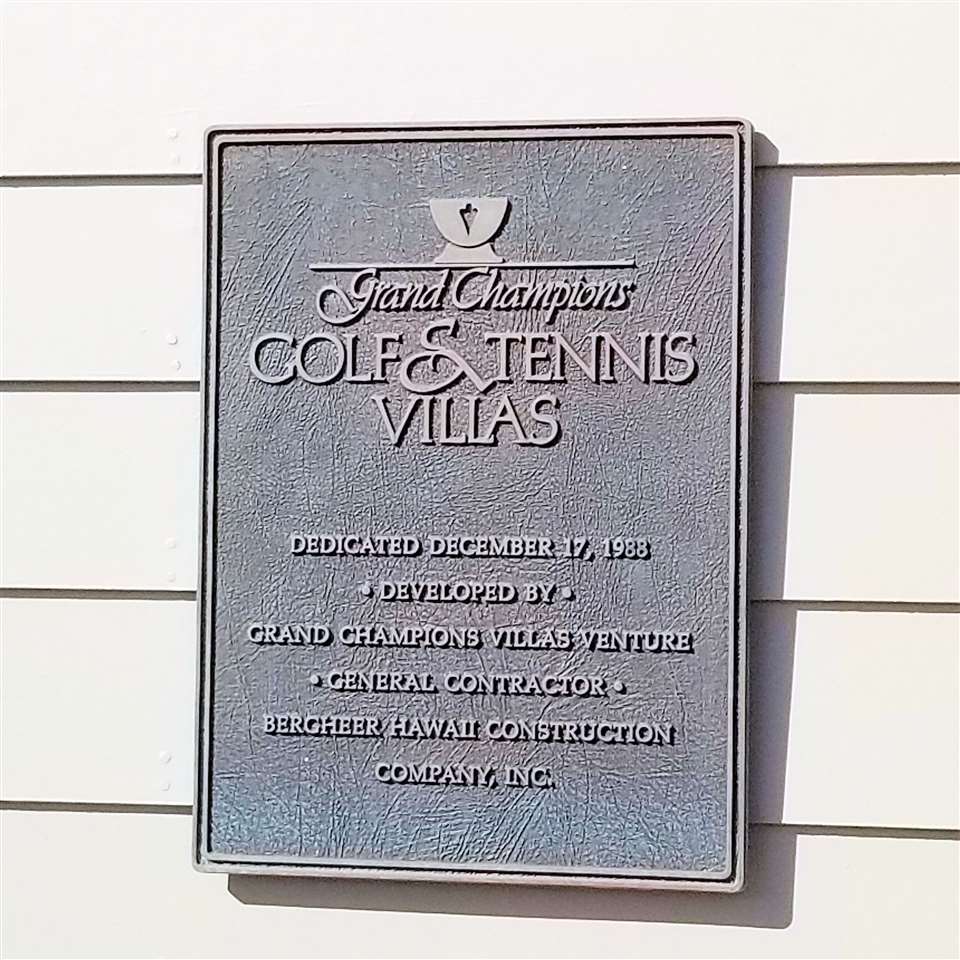 Grand Champions
GOLF & TENNIS
VILLAS
DEDICATED DECEMBER 17, 1988
• DEVELOPED BY •
GRAND CHAMPIONS VILLAS VENTURE
• GENERAL CONTRACTOR •
BERGHEER HAWAII CONSTRUCTION
COMPANY, INC.